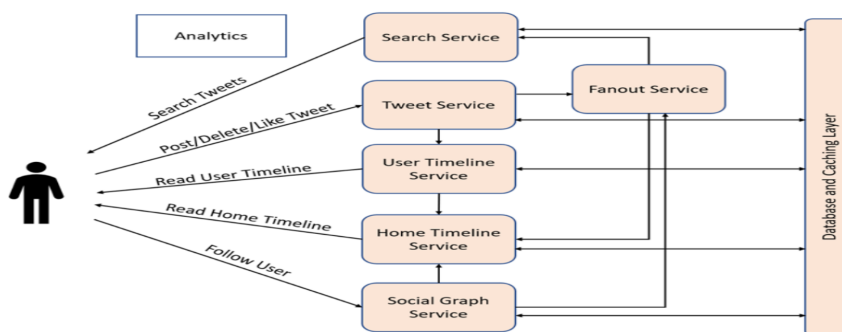 Analytics
Search Service
Fanout Service
Search Tweets
Tweet Service
Post/Delete/Like Tweet
User Timeline
Service
Read User Timeline
Read Home Timeline
Home Timeline
Service
Follow User
Social Graph
Service
Database and Caching Layer